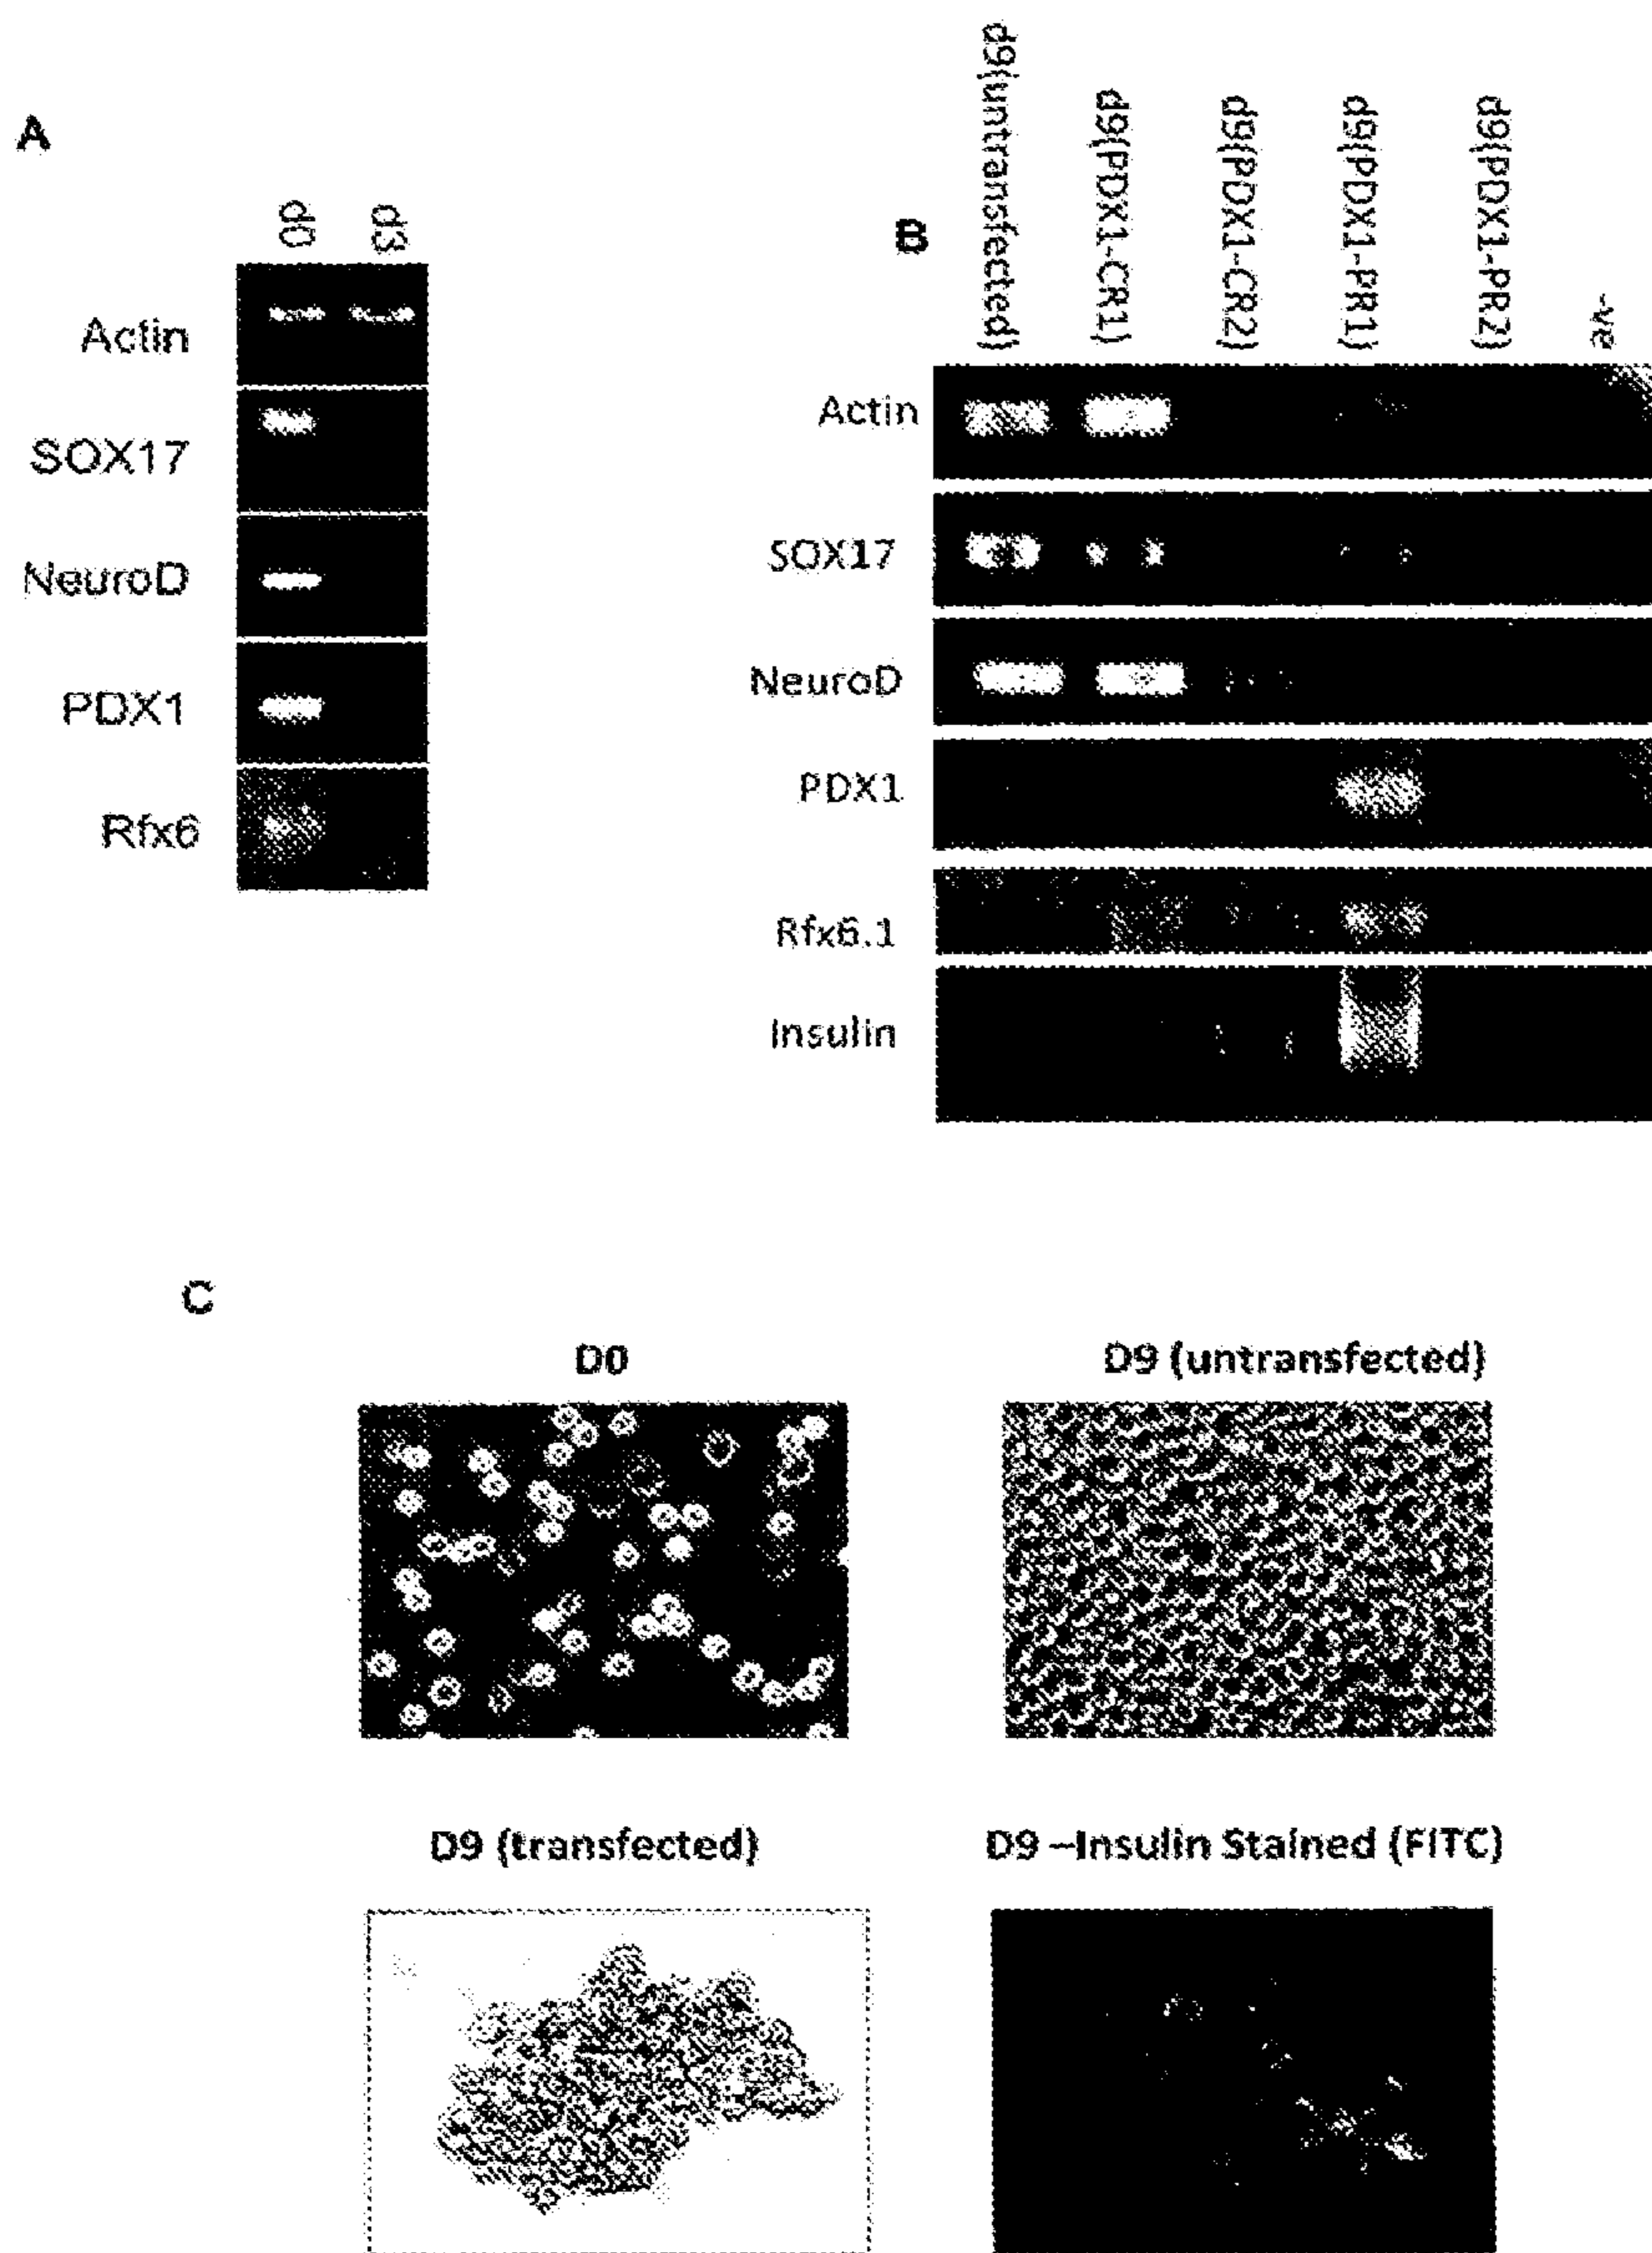 A
d0
d3
Actin
SOX17
NeuroD
PDX1
Rfx6
B
d9(untransfected)
d9(PDX1-CR1)
d9(PDX1-CR2)
d9(PDX1-PR1)
d9(PDX1-PR2)
-ve
Actin
SOX17
NeuroD
PDX1
Rfx6.1
Insulin
C
D0
D9 (untransfected)
D9 (transfected)
D9 –Insulin Stained (FITC)